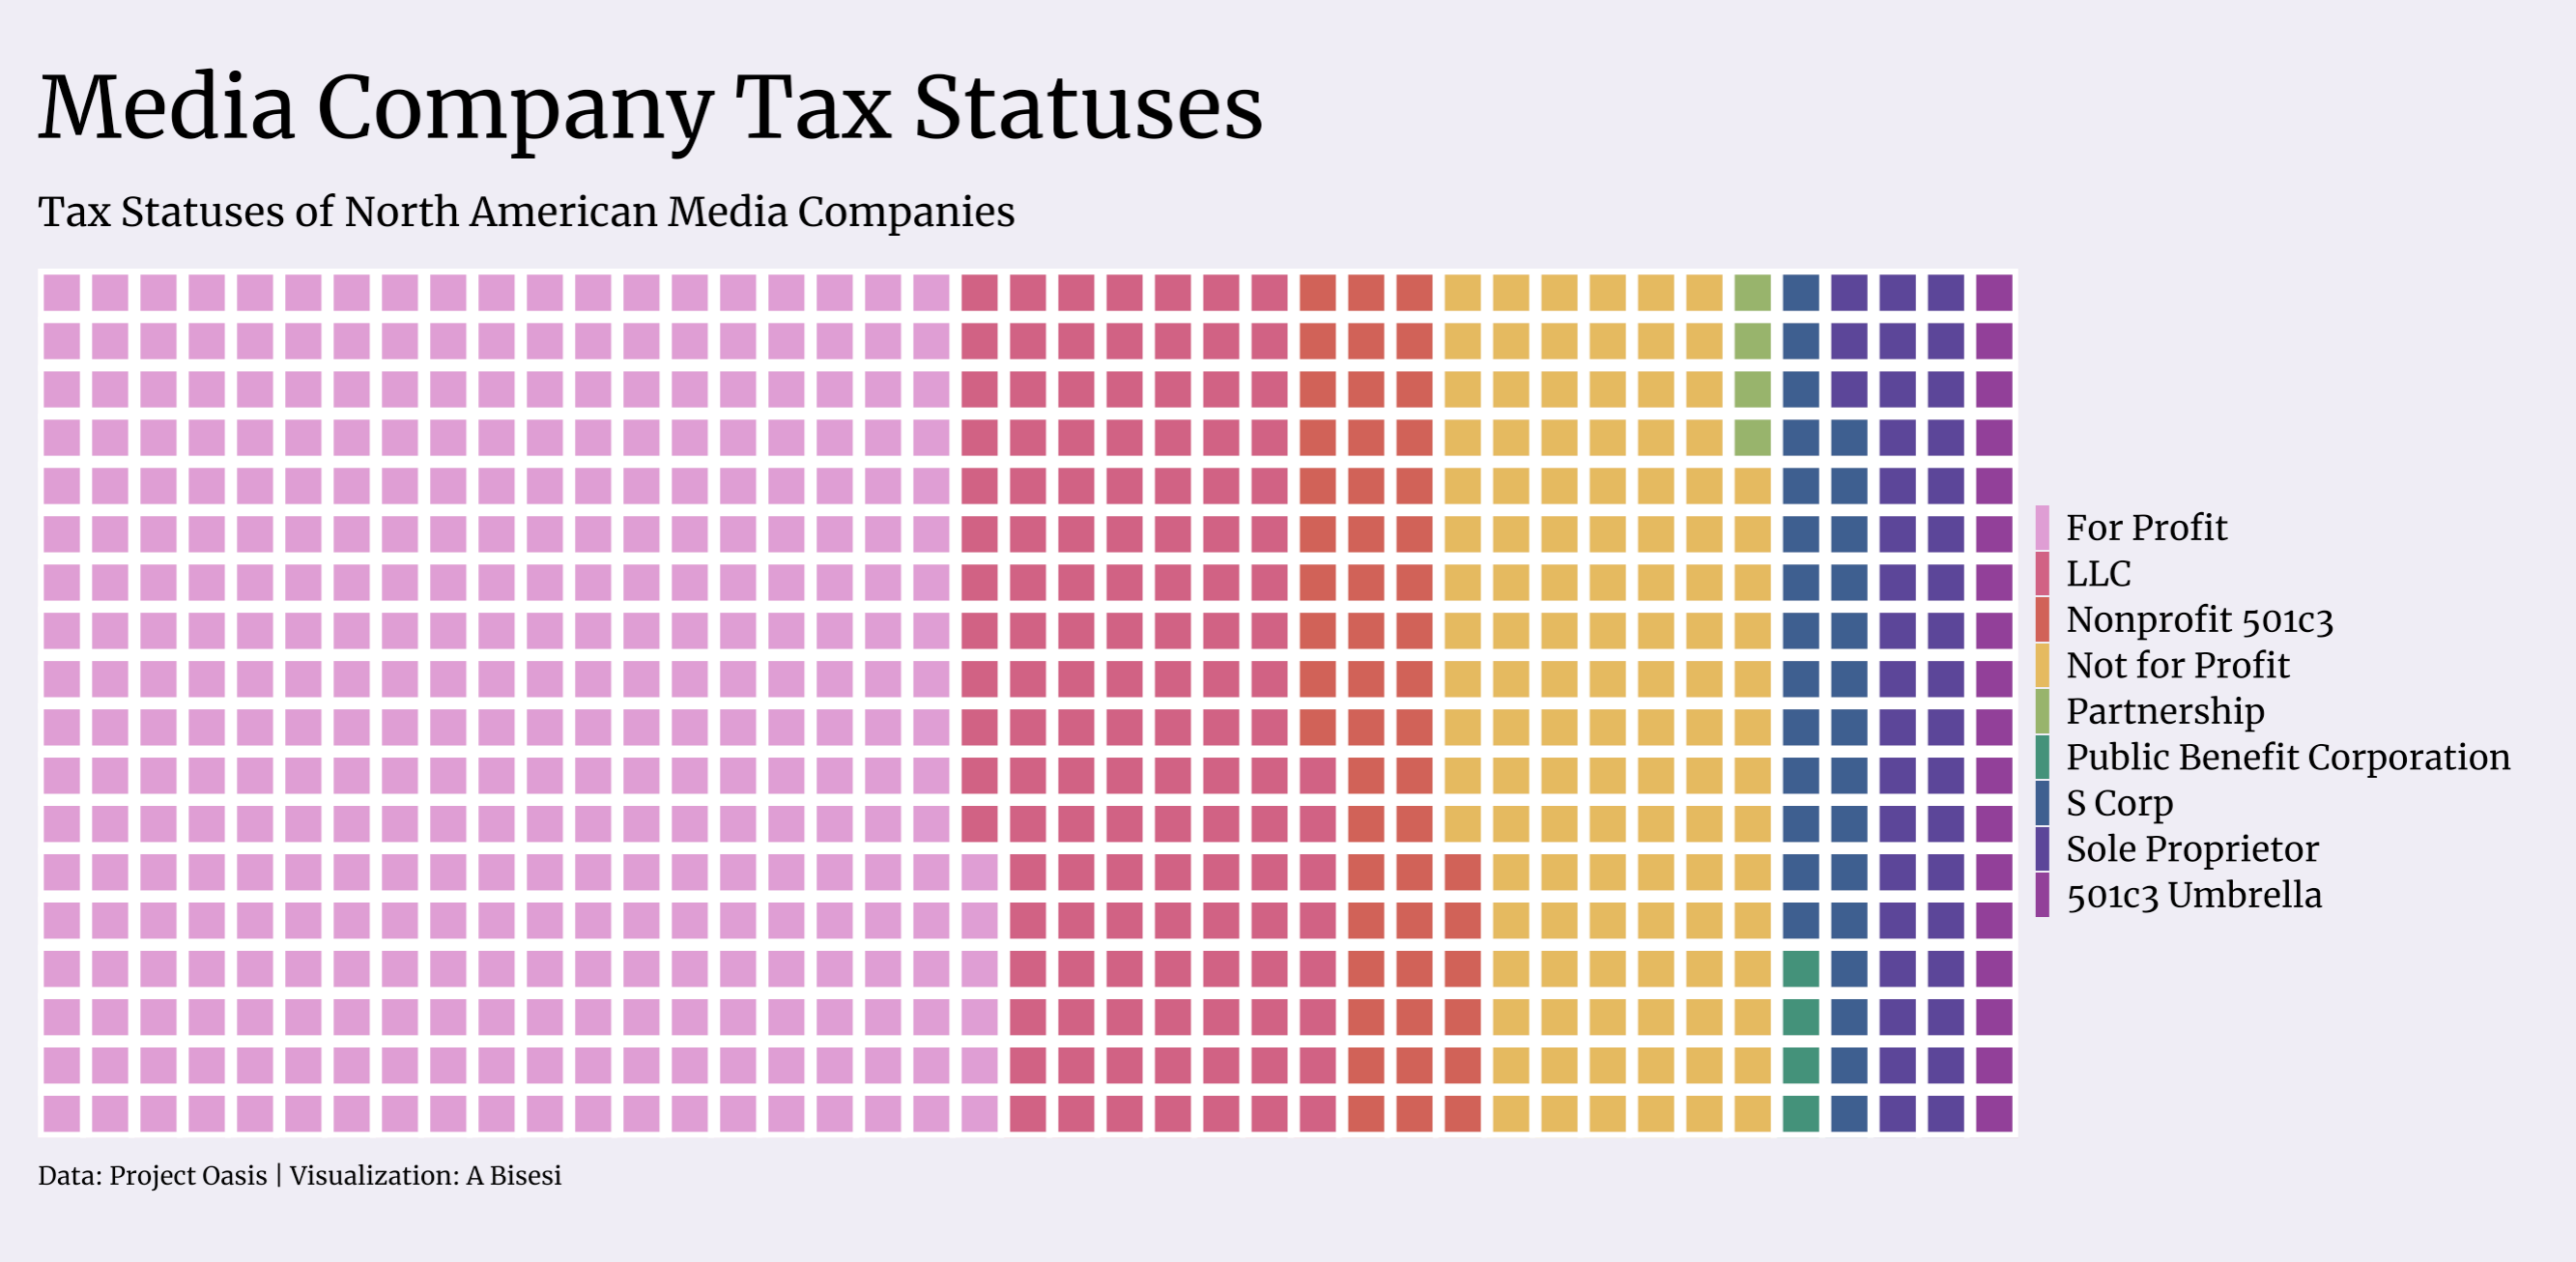 Media Company Tax Statuses
Tax Statuses of North American Media Companies
For Profit
LLC
Nonprofit 501c3
Not for Profit
Partnership
Public Benefit Corporation
S Corp
Sole Proprietor
501c3 Umbrella
Data: Project Oasis | Visualization: A Bisesi